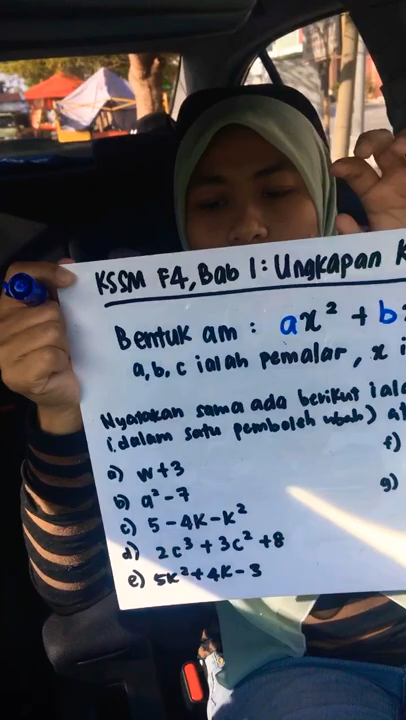 KSSM F4, Bab 1: Ungkapan K
Bentuk am : ax² + b
a, b, c ialah pemalar, x i
Nyatakan sama ada berikut iala
(.dalam satu pemboleh ubah) at
a) w+3
b) a²-7
c) 5-4K-K²
d) 2c³+3c²+8
e) 5K²+4K-3
f)
g)